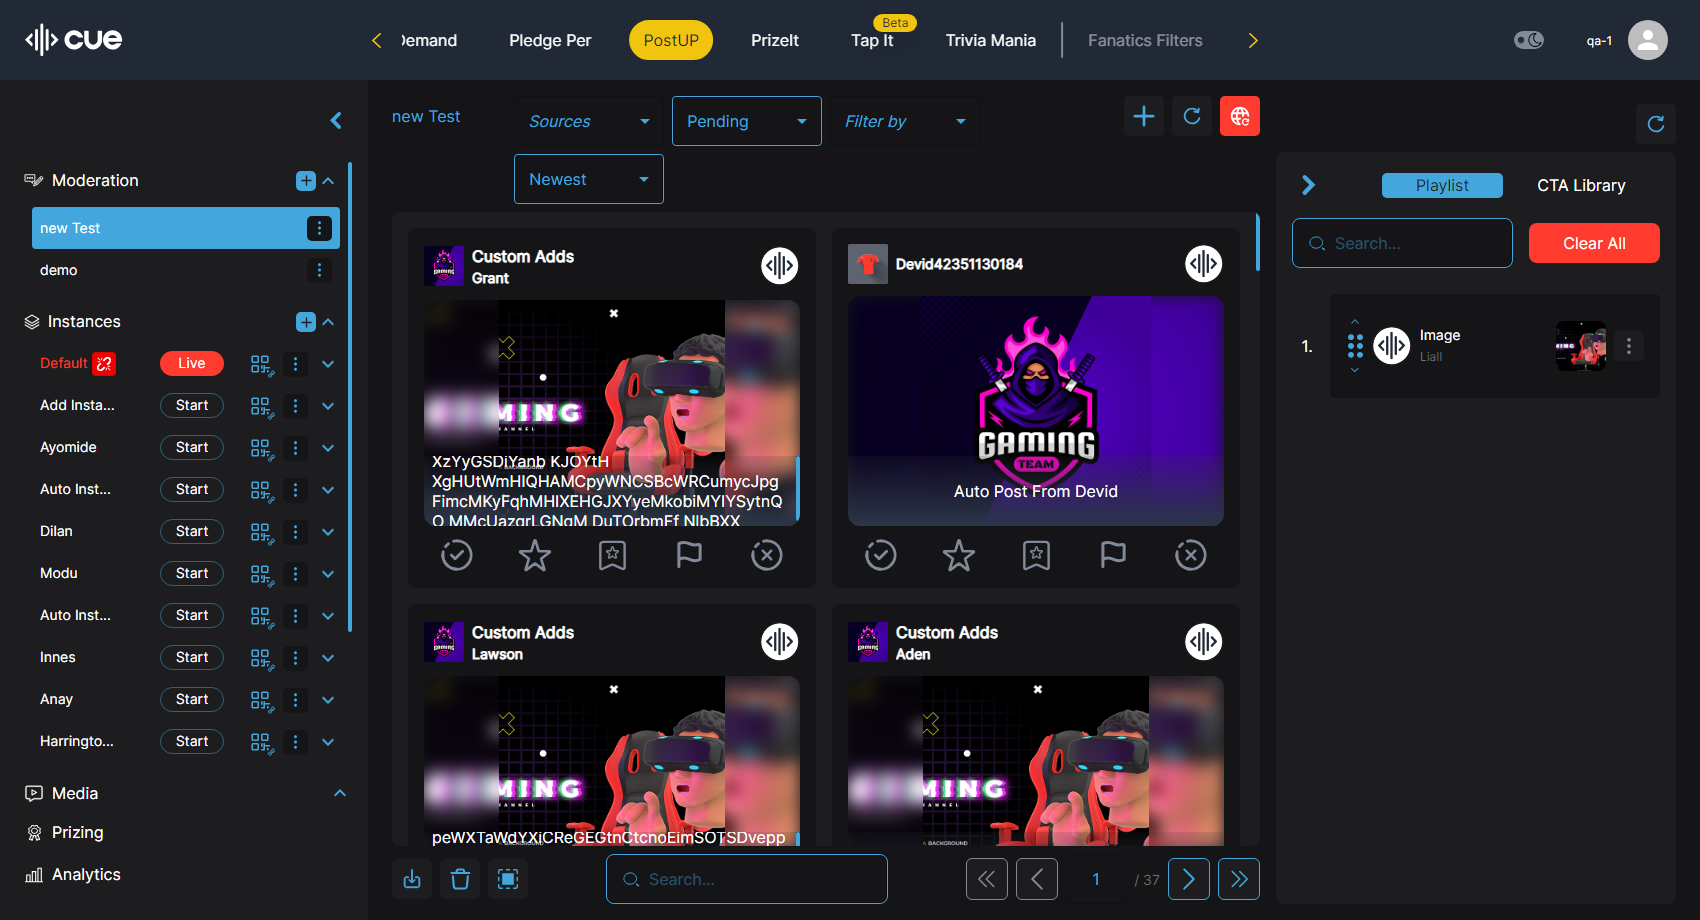 cue
Demand
Pledge Per
PostUP
PrizeIt
Beta
Tap It
Trivia Mania
Fanatics Filters
qa-1
Moderation
new Test
demo
Instances
Default
Live
Add Insta...
Start
Ayomide
Start
Auto Inst...
Start
Dilan
Start
Modu
Start
Auto Inst...
Start
Innes
Start
Anay
Start
Harringto...
Start
Media
Prizing
Analytics
new Test
Sources
Pending
Filter by
Newest
Custom Adds
Grant
MING
XzYyGSDiYanb KJOYtH
XgHUtWmHIQHAMCpyWNCSBcWRCumycJpg
FimcMKyFqhMHIXEHGJXYyeMkobiMYIYSytnQ
Devid42351130184
GAMING
TEAM
Auto Post From Devid
Custom Adds
Lawson
MING
peWXTaWdYXiCReGEGtnCtcnoEimSOTSDvepp
Custom Adds
Aden
MING
BACKGROUND
Search...
1
/ 37
Playlist
CTA Library
Search...
Clear All
1.
Image
Liall